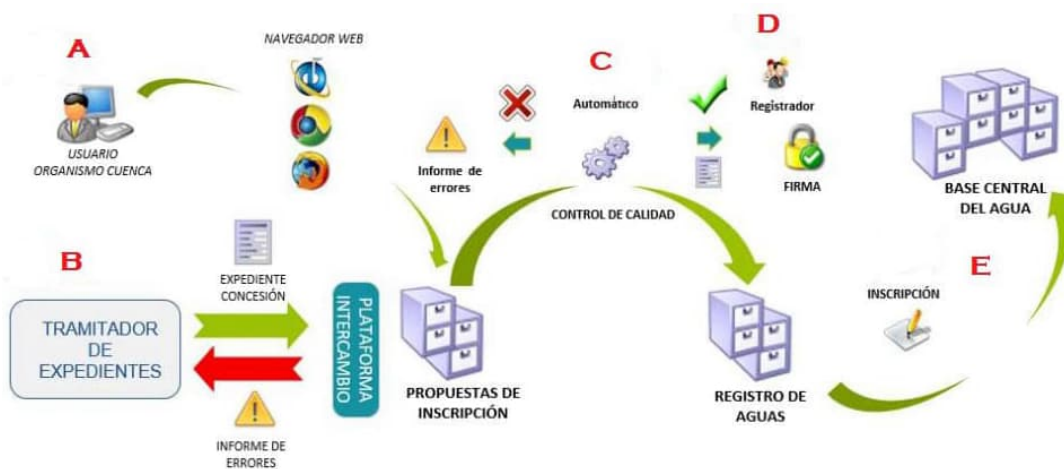 A
USUARIO
ORGANISMO CUENCA
NAVEGADOR WEB
C
Automático
Informe de
errores
CONTROL DE CALIDAD
D
Registrador
FIRMA
BASE CENTRAL
DEL AGUA
B
TRAMITADOR
DE
EXPEDIENTES
EXPEDIENTE
CONCESIÓN
INFORME DE
ERRORES
PLATAFORMA
INTERCAMBIO
PROPUESTAS DE
INSCRIPCIÓN
REGISTRO DE
AGUAS
E
INSCRIPCIÓN